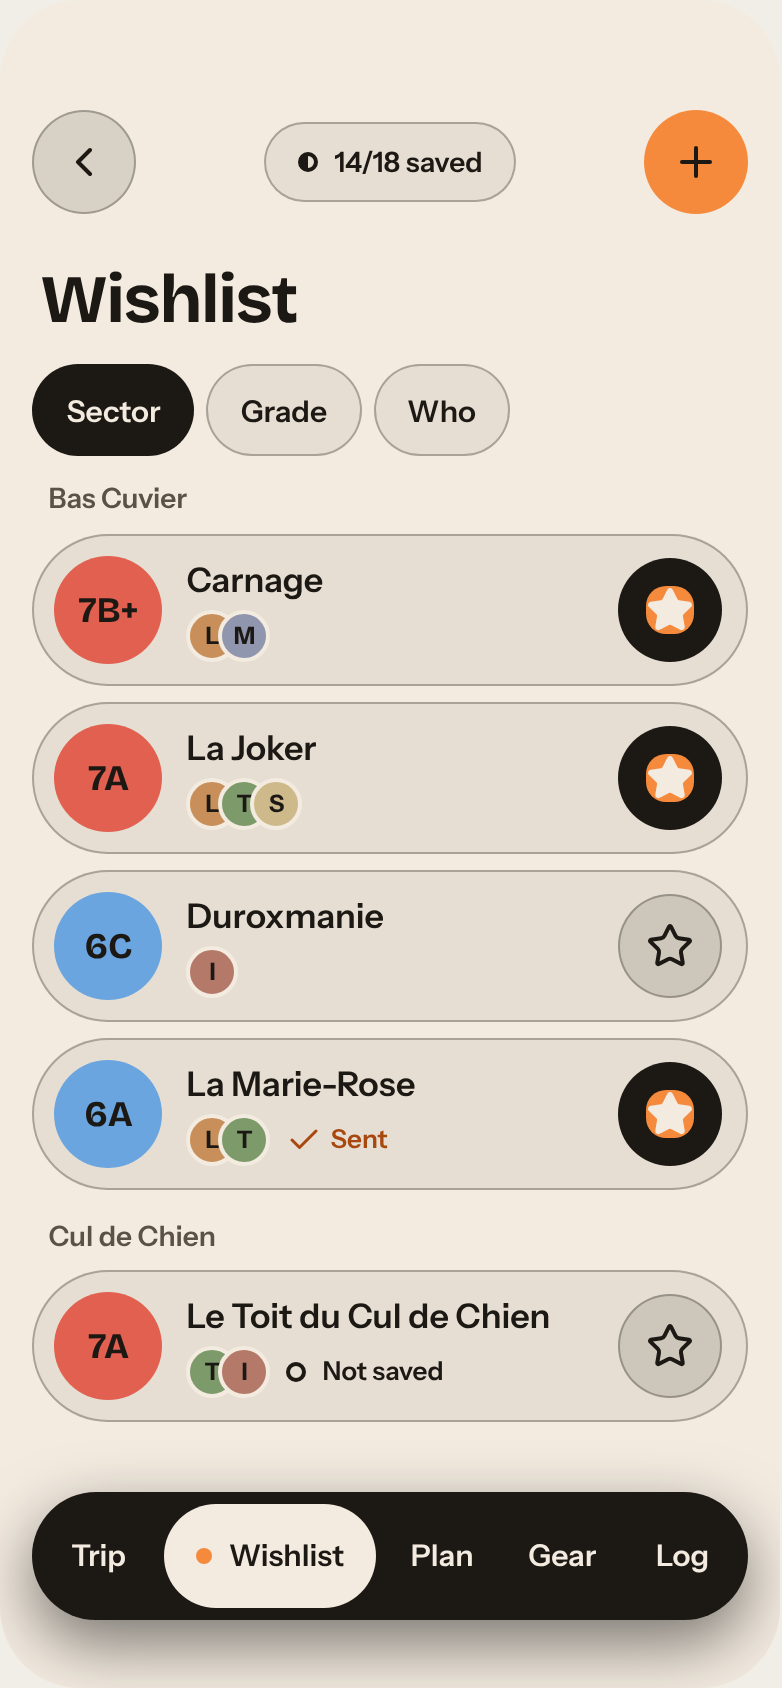 14/18 saved
Wishlist
Sector Grade Who
Bas Cuvier
7B+ Carnage
L M
7A La Joker
L T S
6C Duroxmanie
I
6A La Marie-Rose
L T Sent
Cul de Chien
7A Le Toit du Cul de Chien
T I Not saved
Trip Wishlist Plan Gear Log